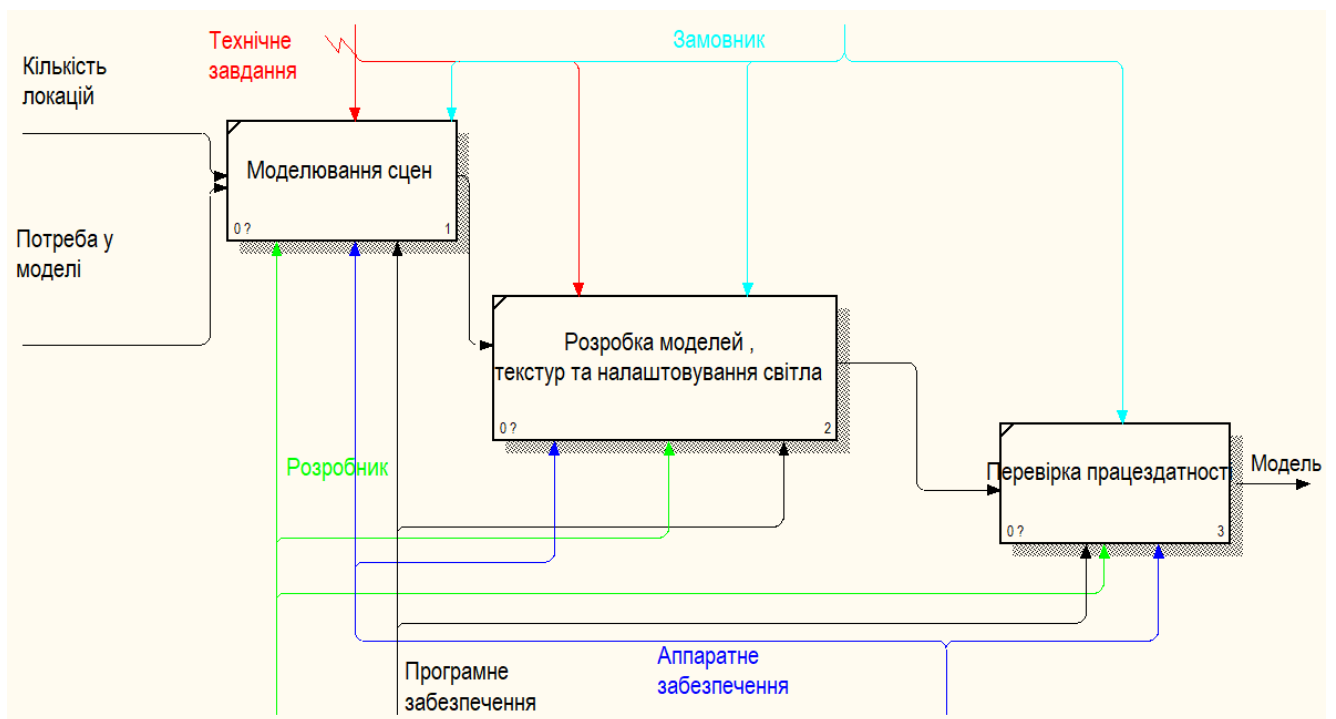 Технічне
завдання
Замовник
Кількість
локацій
Моделювання сцен
0 ?
1
Потреба у
моделі
Розробка моделей ,
текстур та налаштовування світла
0 ?
2
Розробник
Перевірка працездатності
0 ?
3
Модель
Програмне
забезпечення
Аппаратне
забезпечення